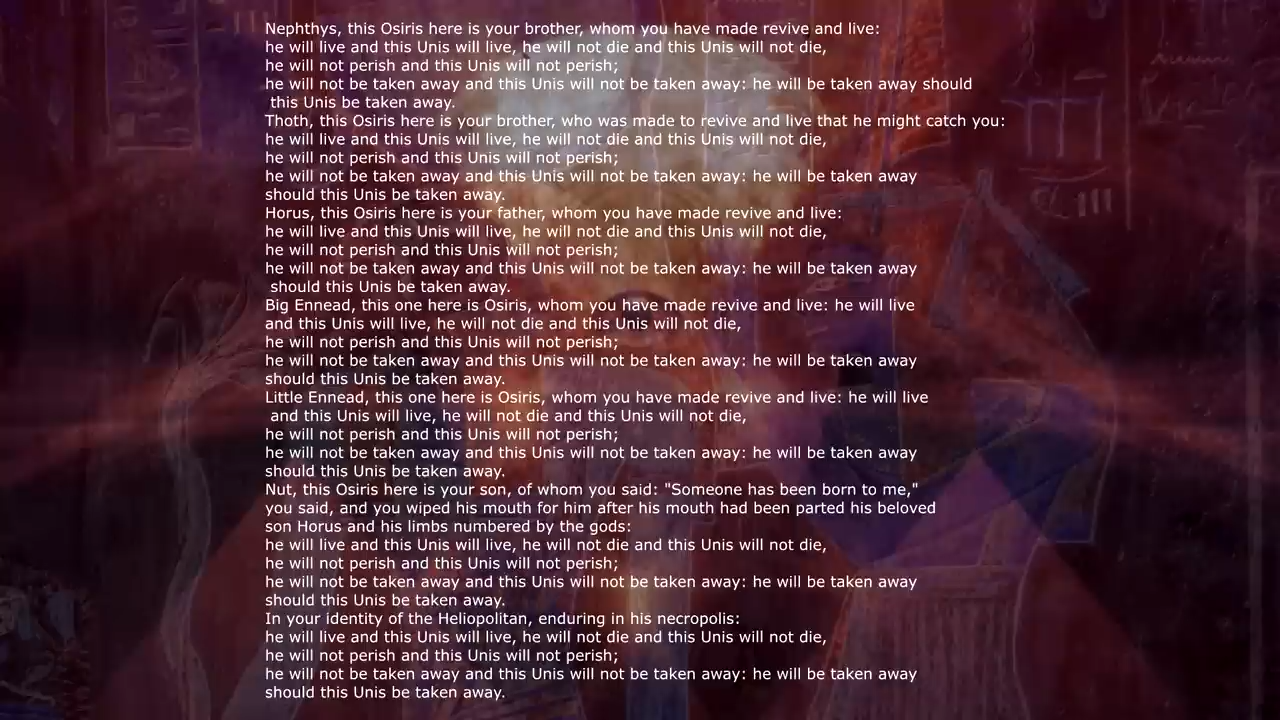 Nephthys, this Osiris here is your brother, whom you have made revive and live:
he will live and this Unis will live, he will not die and this Unis will not die,
he will not perish and this Unis will not perish;
he will not be taken away and this Unis will not be taken away: he will be taken away should
this Unis be taken away.
Thoth, this Osiris here is your brother, who was made to revive and live that he might catch you:
he will live and this Unis will live, he will not die and this Unis will not die,
he will not perish and this Unis will not perish;
he will not be taken away and this Unis will not be taken away: he will be taken away
should this Unis be taken away.
Horus, this Osiris here is your father, whom you have made revive and live:
he will live and this Unis will live, he will not die and this Unis will not die,
he will not perish and this Unis will not perish;
he will not be taken away and this Unis will not be taken away: he will be taken away
should this Unis be taken away.
Big Ennead, this one here is Osiris, whom you have made revive and live: he will live
and this Unis will live, he will not die and this Unis will not die,
he will not perish and this Unis will not perish;
he will not be taken away and this Unis will not be taken away: he will be taken away
should this Unis be taken away.
Little Ennead, this one here is Osiris, whom you have made revive and live: he will live
and this Unis will live, he will not die and this Unis will not die,
he will not perish and this Unis will not perish;
he will not be taken away and this Unis will not be taken away: he will be taken away
should this Unis be taken away.
Nut, this Osiris here is your son, of whom you said: "Someone has been born to me,"
you said, and you wiped his mouth for him after his mouth had been parted his beloved
son Horus and his limbs numbered by the gods:
he will live and this Unis will live, he will not die and this Unis will not die,
he will not perish and this Unis will not perish;
he will not be taken away and this Unis will not be taken away: he will be taken away
should this Unis be taken away.
In your identity of the Heliopolitan, enduring in his necropolis:
he will live and this Unis will live, he will not die and this Unis will not die,
he will not perish and this Unis will not perish;
he will not be taken away and this Unis will not be taken away: he will be taken away
should this Unis be taken away.